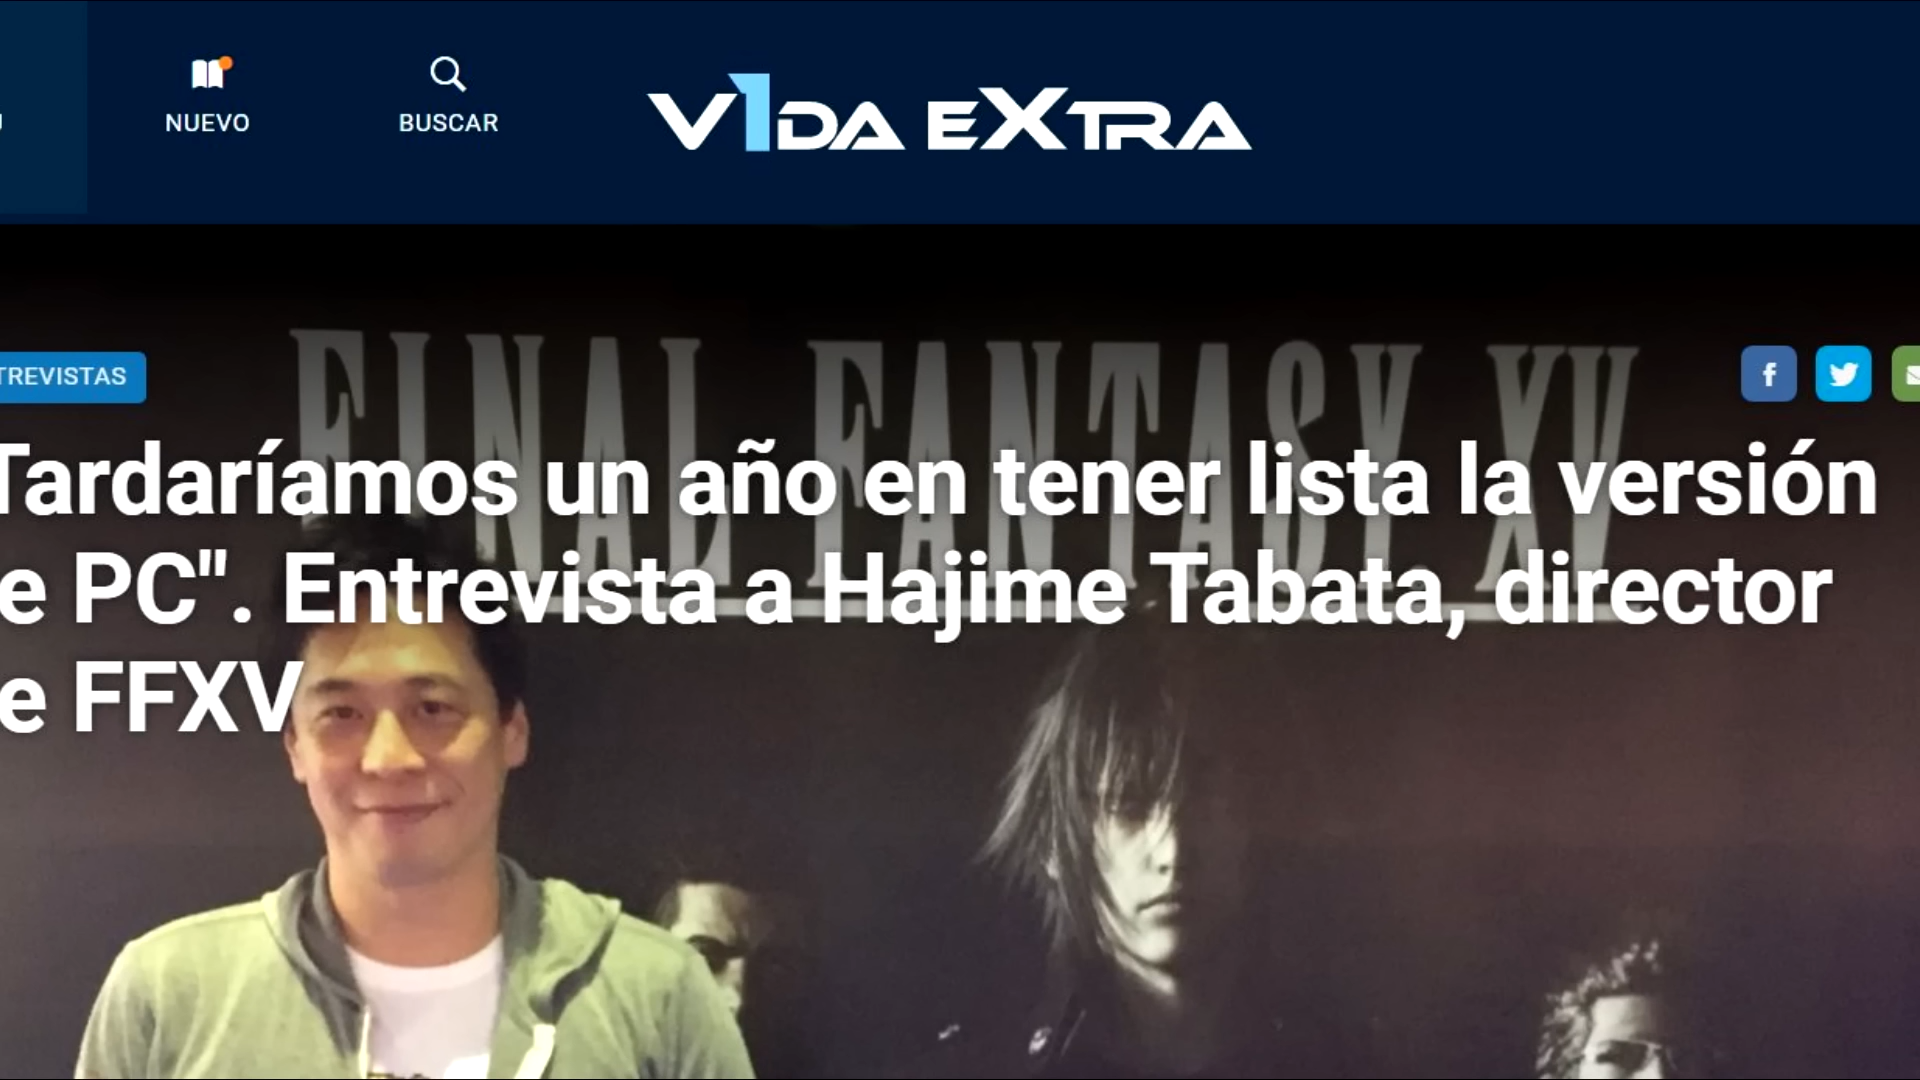 NUEVO
BUSCAR
V1DA EXTRA
FINAL FANTASY XV
TREVISTAS
f
Tardaríamos un año en tener lista la versión
e PC". Entrevista a Hajime Tabata, director
e FFXV